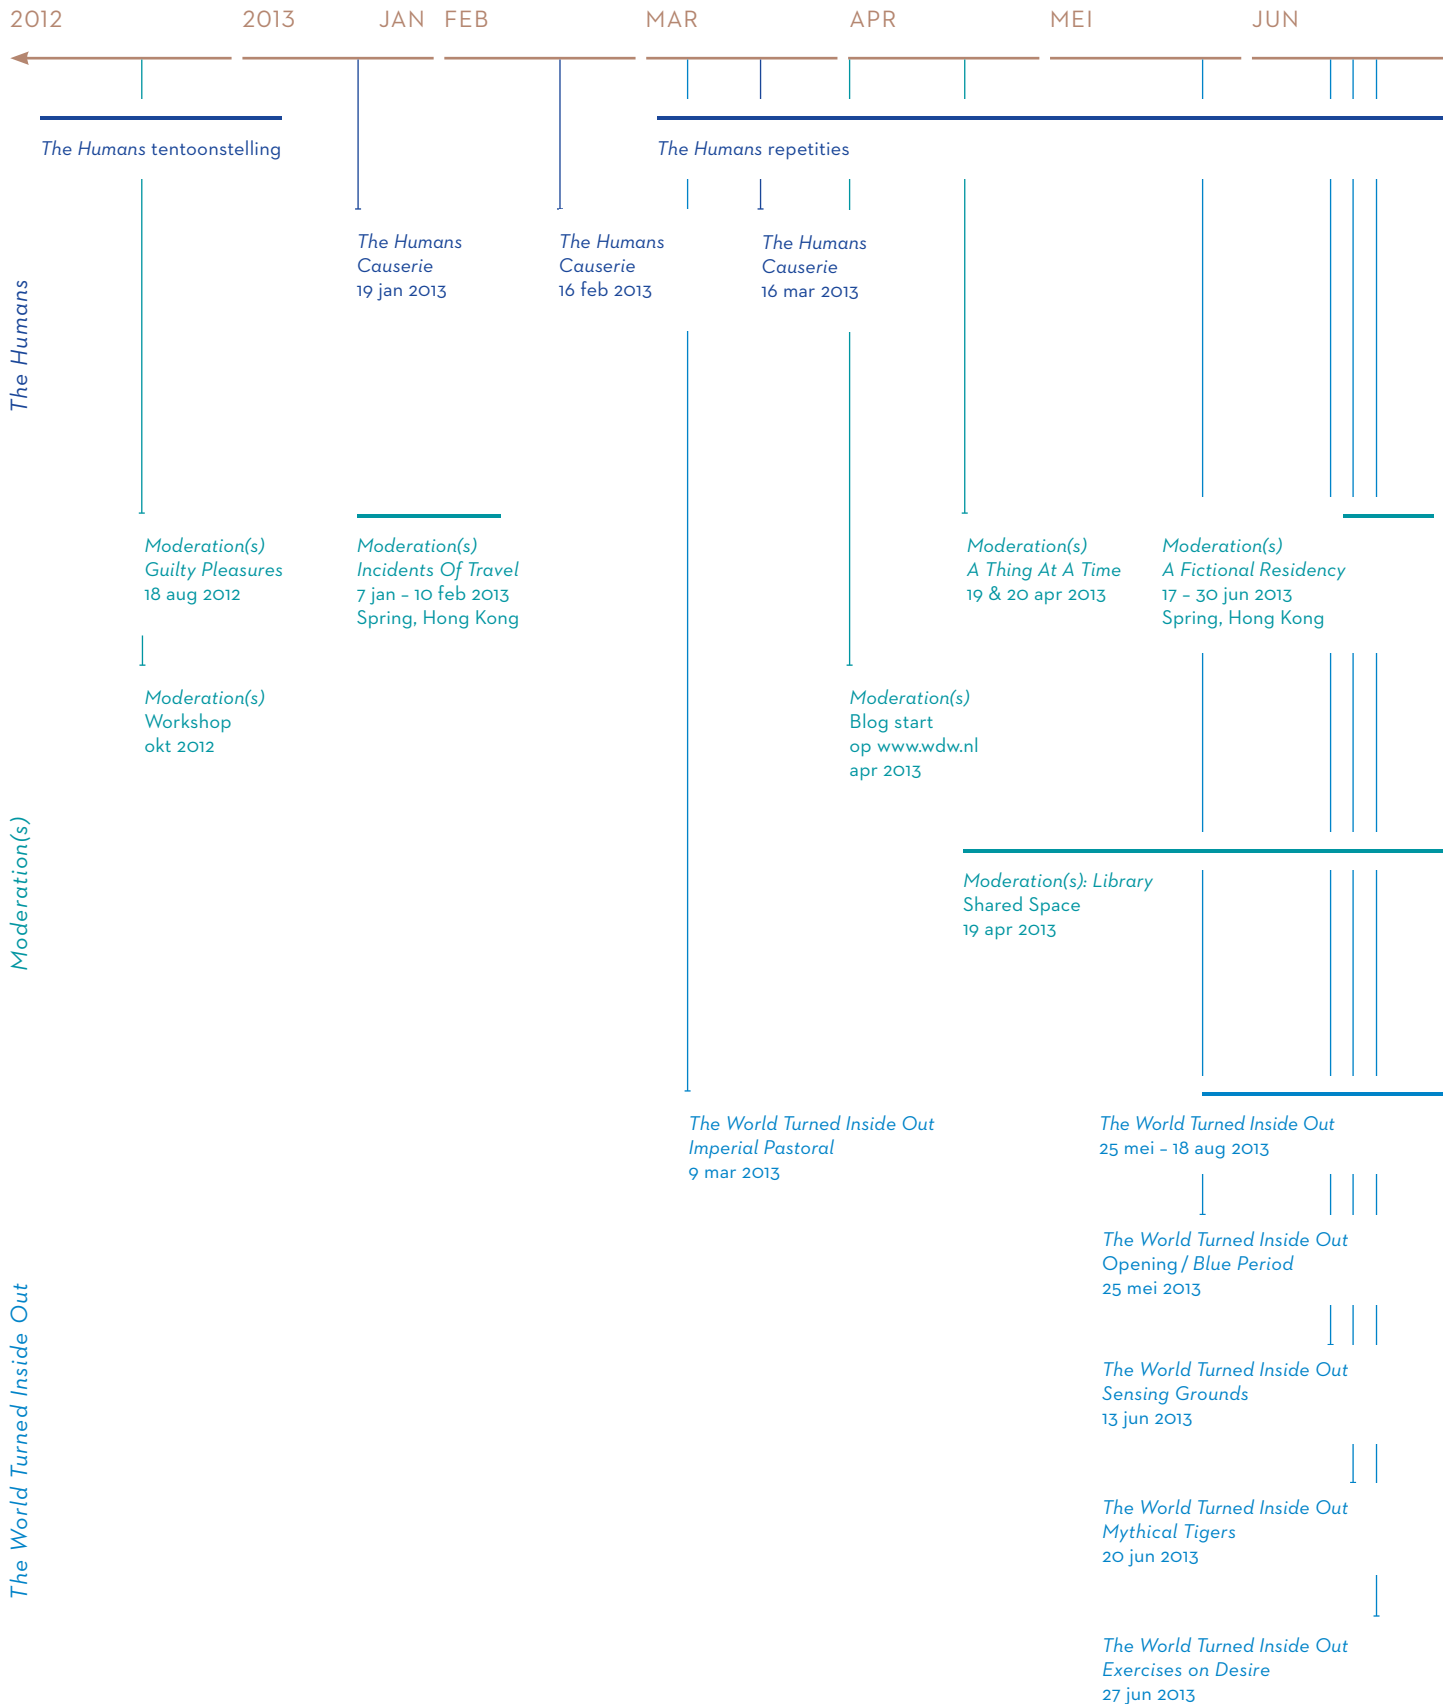 2012
2013
JAN
FEB
MAR
APR
MEI
JUN
The Humans tentoonstelling
The Humans repetities
The Humans
Causerie
19 jan 2013
The Humans
Causerie
16 feb 2013
The Humans
Causerie
16 mar 2013
The Humans
Moderation(s)
Guilty Pleasures
18 aug 2012
Moderation(s)
Incidents Of Travel
7 jan – 10 feb 2013
Spring, Hong Kong
Moderation(s)
A Thing At A Time
19 & 20 apr 2013
Moderation(s)
A Fictional Residency
17 – 30 jun 2013
Spring, Hong Kong
Moderation(s)
Workshop
okt 2012
Moderation(s)
Blog start
op www.wdw.nl
apr 2013
Moderation(s)
Moderation(s): Library
Shared Space
19 apr 2013
The World Turned Inside Out
Imperial Pastoral
9 mar 2013
The World Turned Inside Out
25 mei – 18 aug 2013
The World Turned Inside Out
Opening / Blue Period
25 mei 2013
The World Turned Inside Out
The World Turned Inside Out
Sensing Grounds
13 jun 2013
The World Turned Inside Out
Mythical Tigers
20 jun 2013
The World Turned Inside Out
Exercises on Desire
27 jun 2013